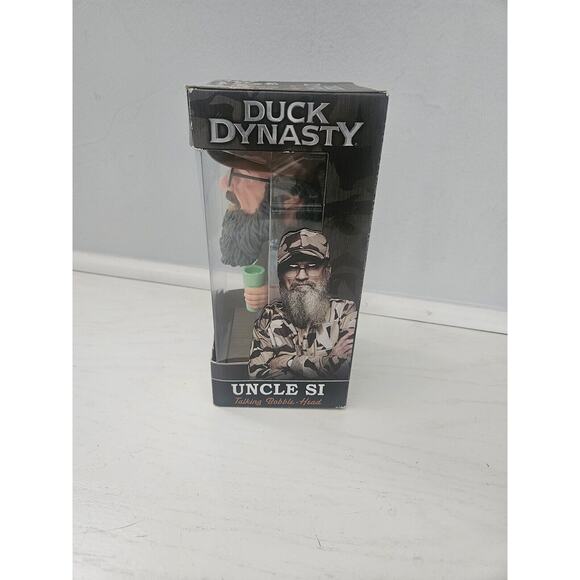 DUCK
DYNASTY
UNCLE SI
Talking Bobble-Head